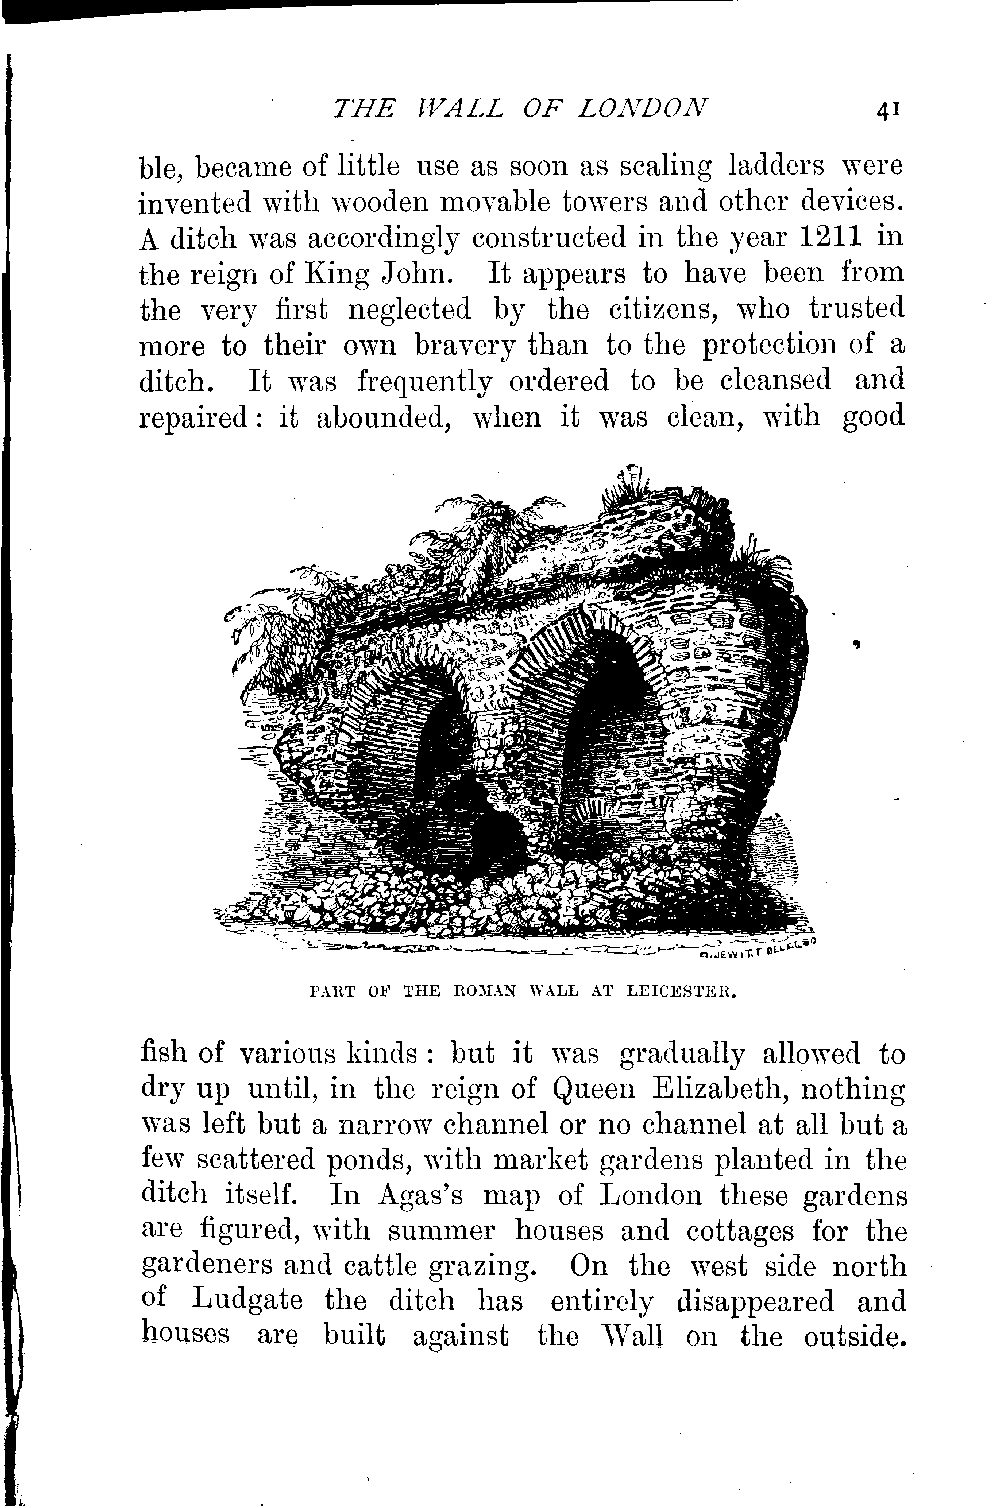 THE WALL OF LONDON 41
ble, became of little use as soon as scaling ladders were
invented with wooden movable towers and other devices.
A ditch was accordingly constructed in the year 1211 in
the reign of King John. It appears to have been from
the very first neglected by the citizens, who trusted
more to their own bravery than to the protection of a
ditch. It was frequently ordered to be cleansed and
repaired: it abounded, when it was clean, with good
JEWITT DEL
PART OF THE ROMAN WALL AT LEICESTER.
fish of various kinds: but it was gradually allowed to
dry up until, in the reign of Queen Elizabeth, nothing
was left but a narrow channel or no channel at all but a
few scattered ponds, with market gardens planted in the
ditch itself. In Agas's map of London these gardens
are figured, with summer houses and cottages for the
gardeners and cattle grazing. On the west side north
of Ludgate the ditch has entirely disappeared and
houses are built against the Wall on the outside.